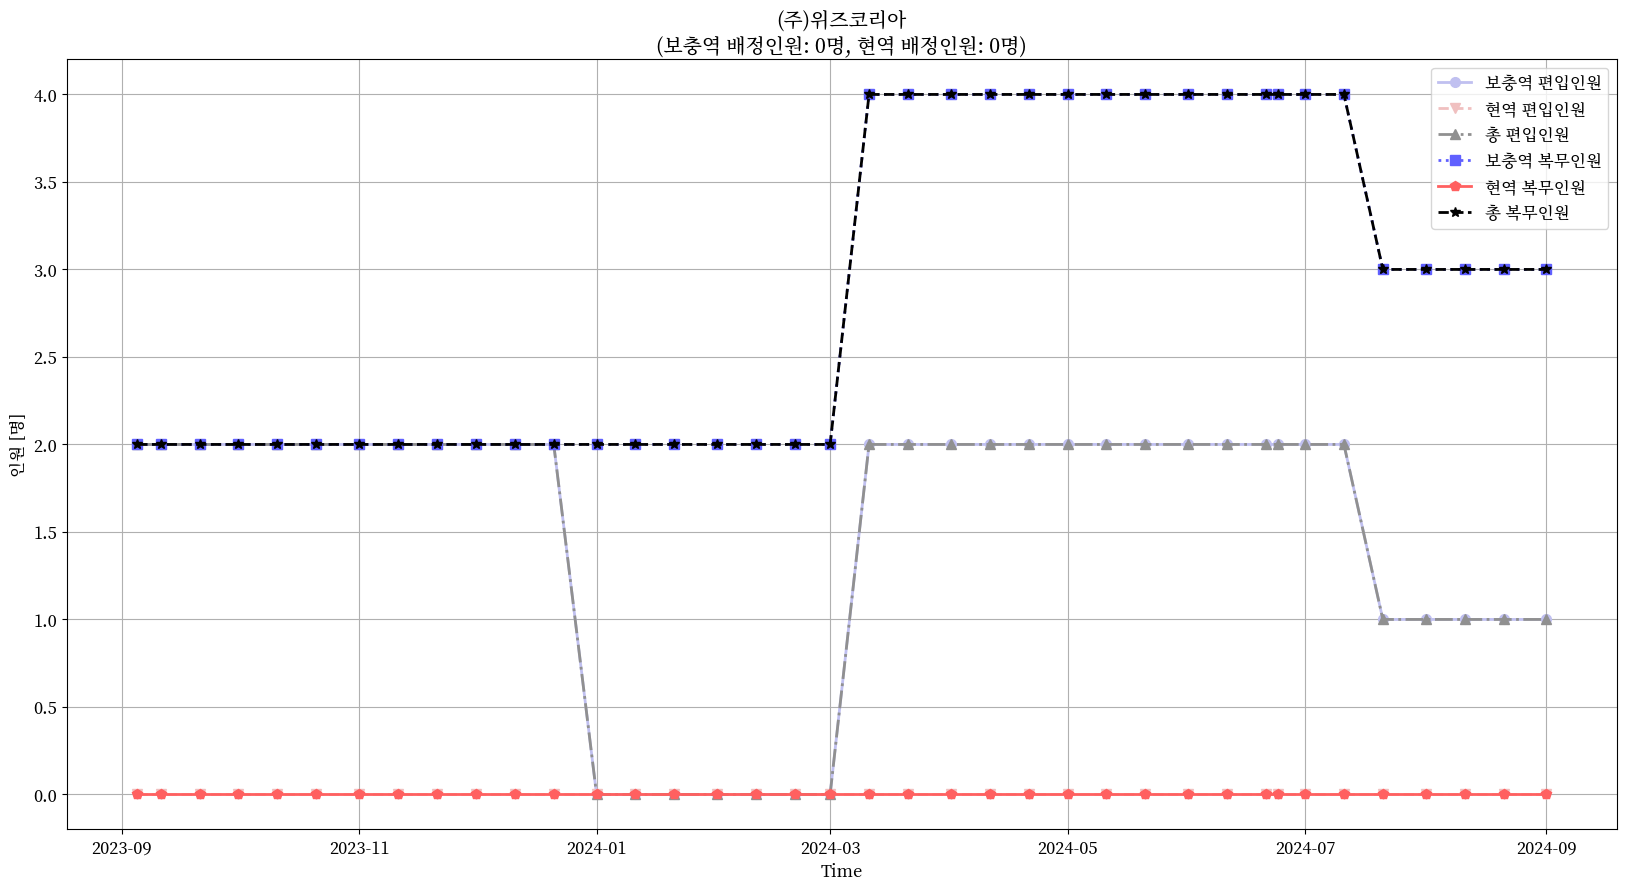 (주)위즈코리아
(보충역 배정인원: 0명, 현역 배정인원: 0명)
4.0
3.5
3.0
2.5
2.0
1.5
1.0
0.5
0.0
인원 [명]
보충역 편입인원
현역 편입인원
총 편입인원
보충역 복무인원
현역 복무인원
총 복무인원
2023-09
2023-11
2024-01
2024-03
2024-05
2024-07
2024-09
Time